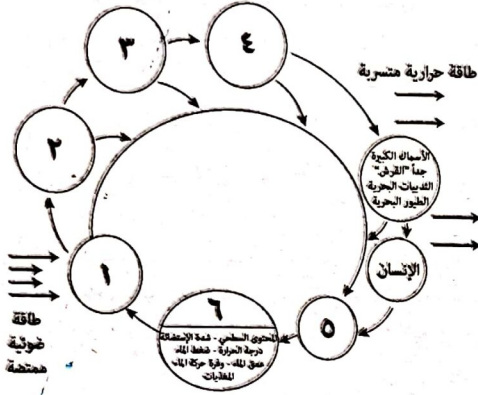 ٣
٤
طاقة حرارية متسربة
٢
الأسماك الكبيرة
جداً "القرش"
الثدييات البحرية
الطيور البحرية
١
الإنسان
٦
٥
المحتوى السطحي - شدة الإستضائة
درجة الحرارة - ضغط الماء
عمق الماء - وفرة حركة الماء
المغذيات
طاقة
ضوئية
ممتصة